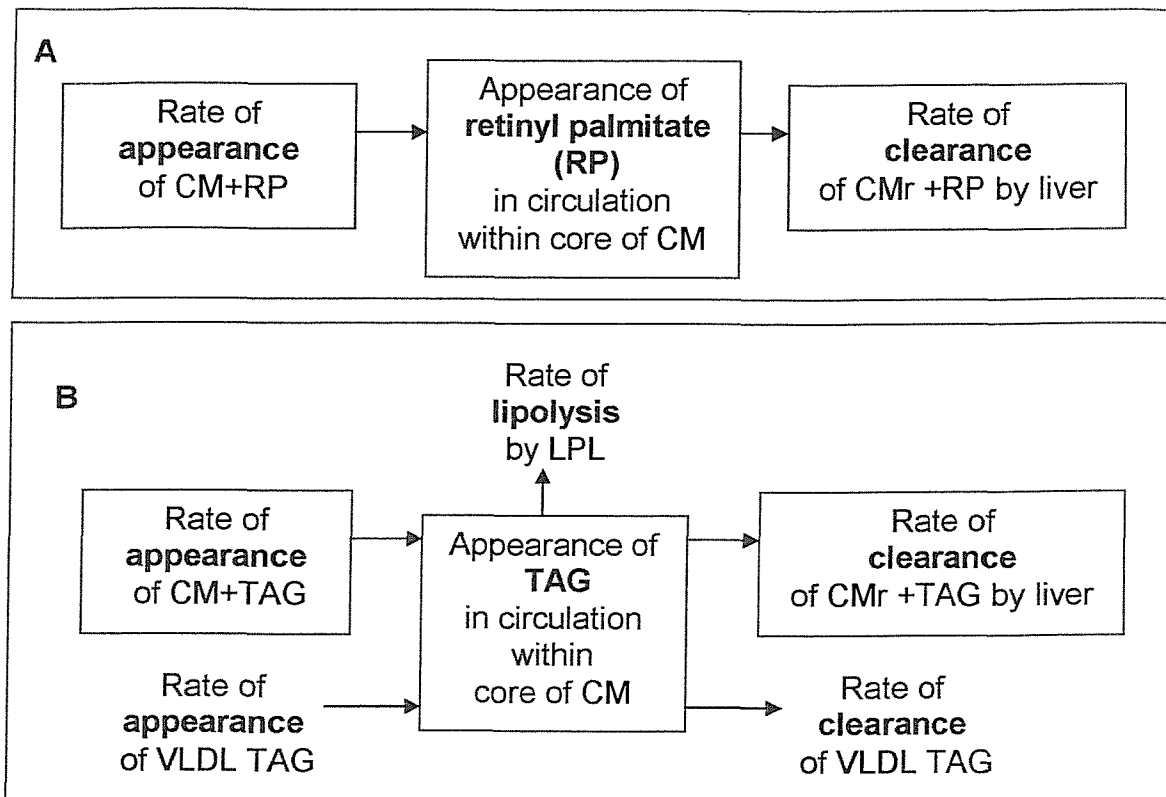 A
Rate of
appearance
of CM+RP
Appearance of
retinyl palmitate
(RP)
in circulation
within core of CM
Rate of
clearance
of CMr +RP by liver
B
Rate of
lipolysis
by LPL
Rate of
appearance
of CM+TAG
Appearance of
TAG
in circulation
within
core of CM
Rate of
clearance
of CMr +TAG by liver
Rate of
appearance
of VLDL TAG
Rate of
clearance
of VLDL TAG